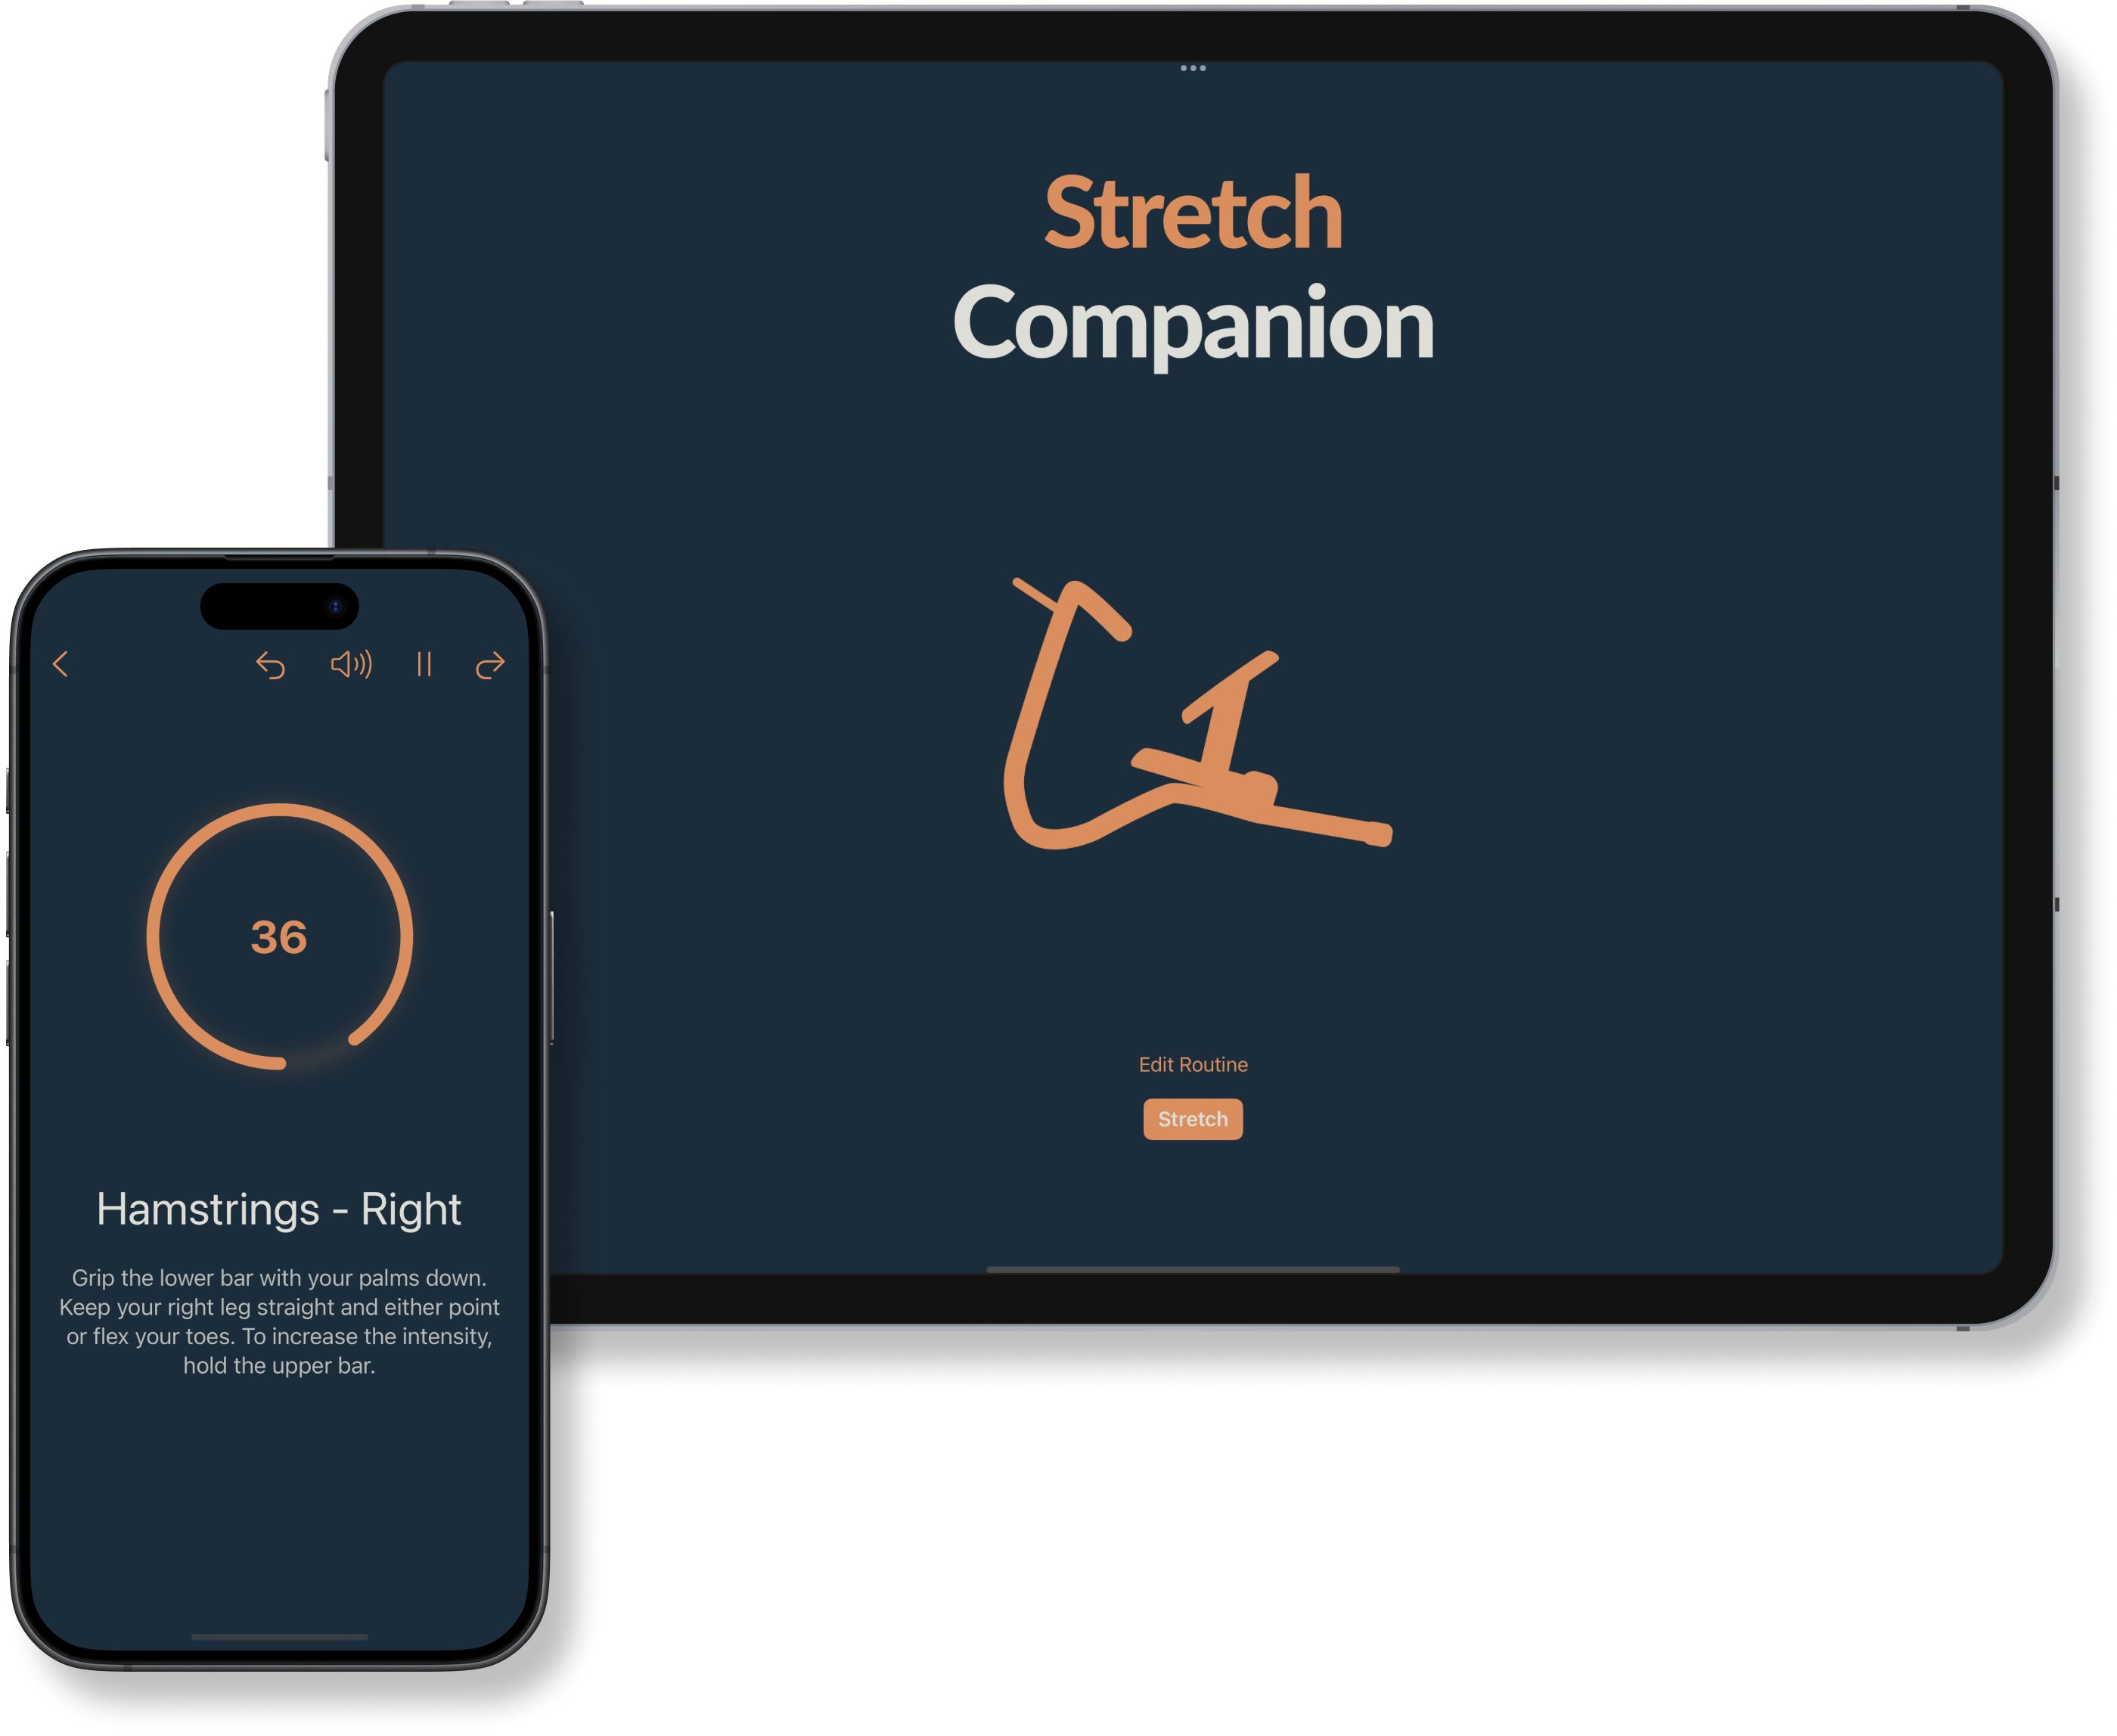 Stretch
Companion
Edit Routine
Stretch
36
Hamstrings - Right
Grip the lower bar with your palms down.
Keep your right leg straight and either point
or flex your toes. To increase the intensity,
hold the upper bar.